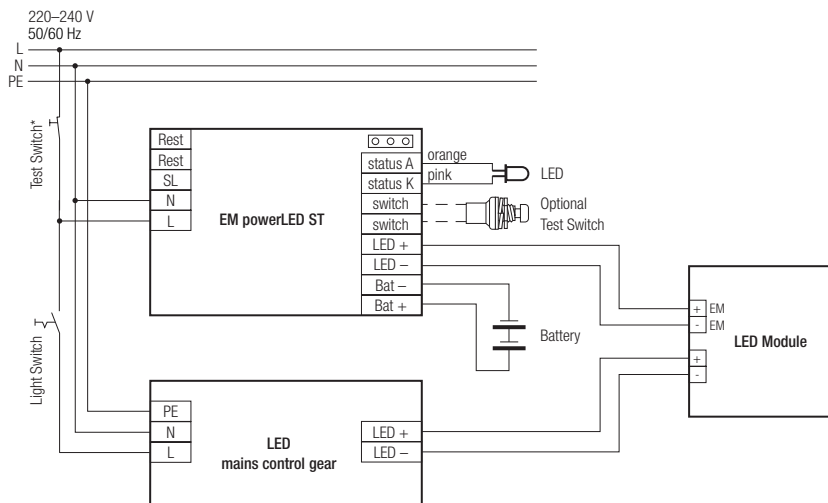 220–240 V
50/60 Hz
L
N
PE
Test Switch*
Light Switch
Rest
Rest
SL
N
L
EM powerLED ST
status A
status K
switch
switch
LED +
LED –
Bat –
Bat +
orange
pink
LED
Optional
Test Switch
Battery
+ EM
- EM
+
-
LED Module
PE
N
L
LED
mains control gear
LED +
LED –